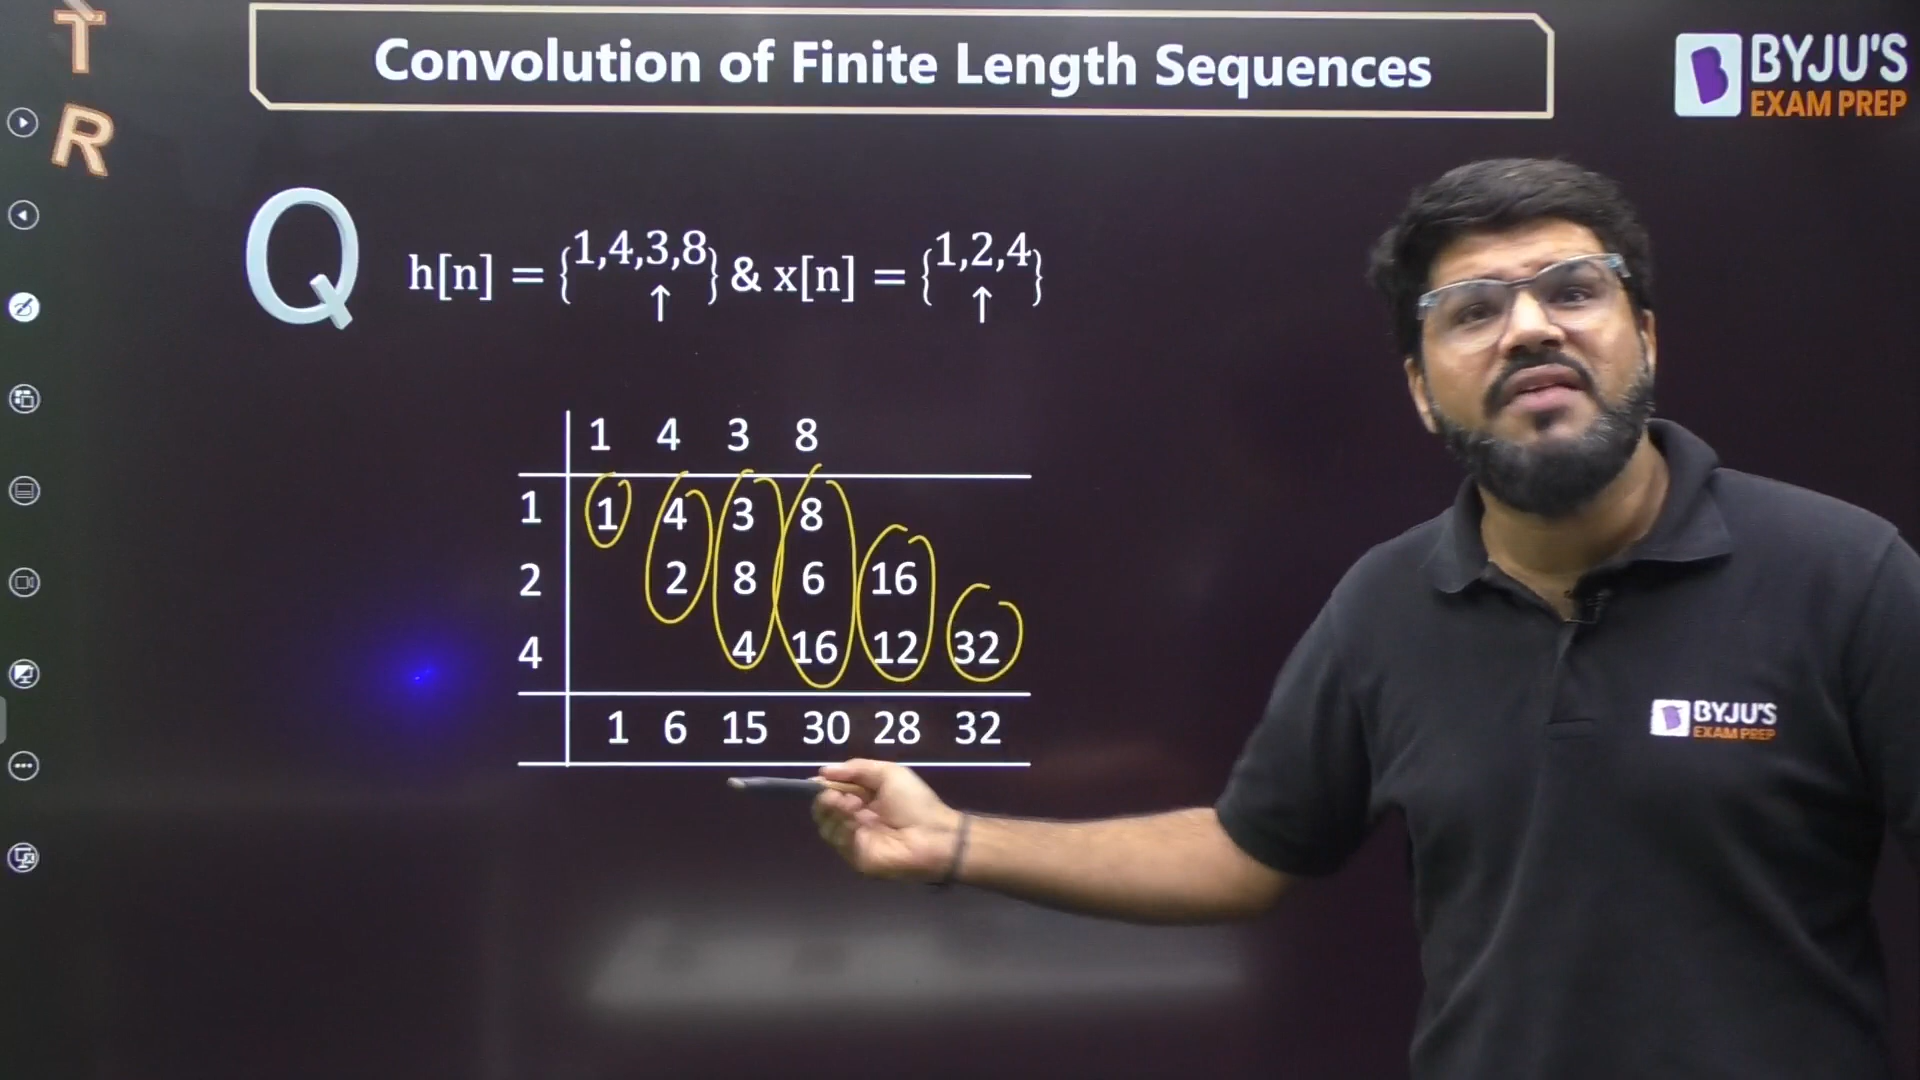 T
R
Convolution of Finite Length Sequences
BYJU'S
EXAM PREP
Q
h[n] = {1,4,3,8} & x[n] = {1,2,4}
↑ ↑
1 4 3 8
1 1 4 3 8
2 2 8 6 16
4 4 16 12 32
1 6 15 30 28 32
BYJU'S
EXAM PREP